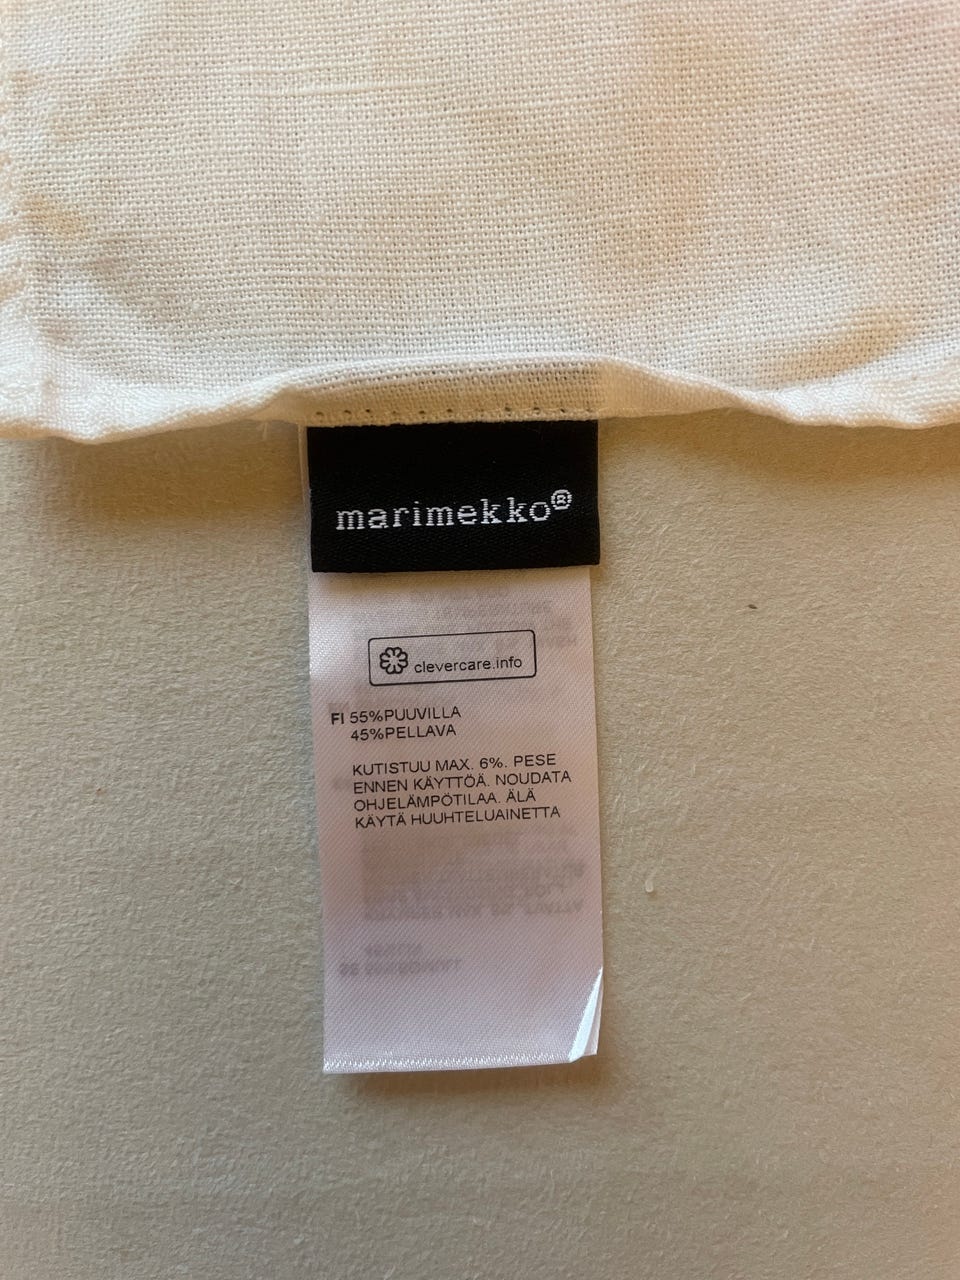 marimekko®
clevercare.info
FI 55%PUUVILLA
45%PELLAVA
KUTISTUU MAX. 6%. PESE
ENNEN KÄYTTÖÄ. NOUDATA
OHJELÄMPÖTILAA. ÄLÄ
KÄYTÄ HUUHTELUAINETTA